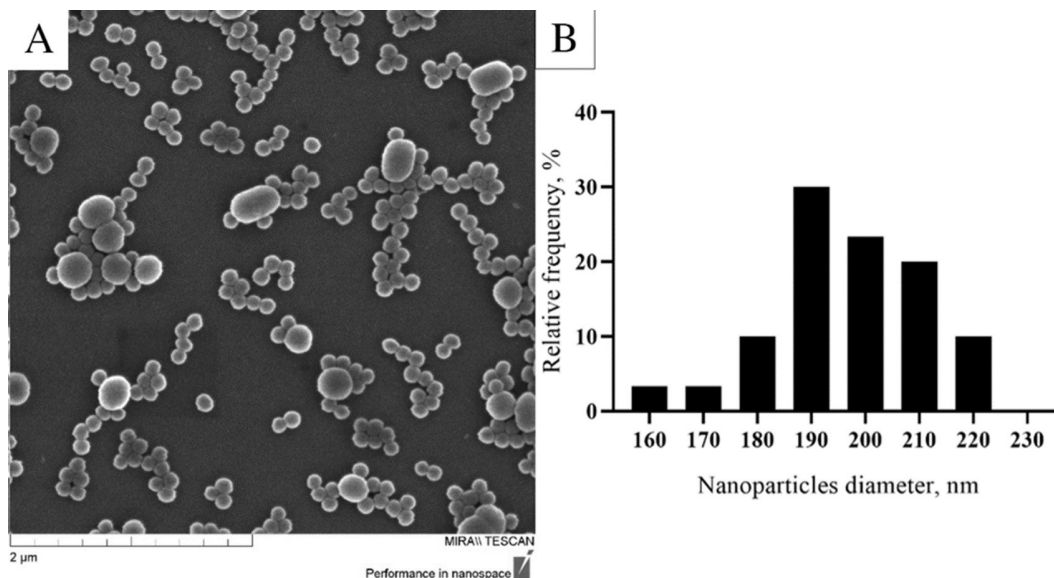 A
B
2 μm
MIRA\\ TESCAN
Performance in nanospace
Relative frequency, %
40
30
20
10
0
160 170 180 190 200 210 220 230
Nanoparticles diameter, nm